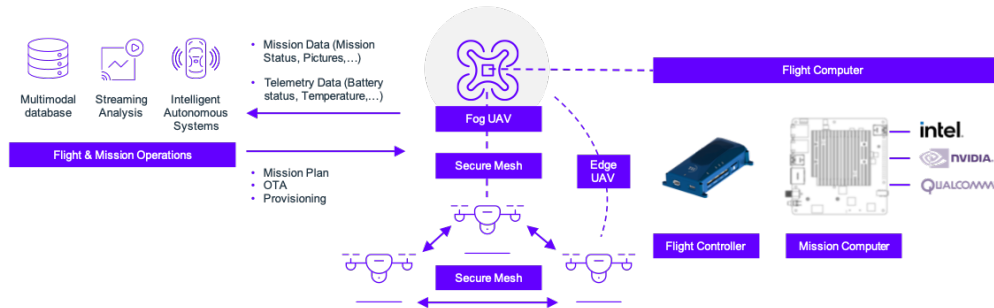 Multimodal
database
Streaming
Analysis
Intelligent
Autonomous
Systems
Flight & Mission Operations
• Mission Data (Mission
Status, Pictures,...)
• Telemetry Data (Battery
status, Temperature,...)
• Mission Plan
• OTA
• Provisioning
Fog UAV
Secure Mesh
Edge
UAV
Secure Mesh
Flight Computer
Flight Controller
Mission Computer
intel.
NVIDIA.
QUALCOMM